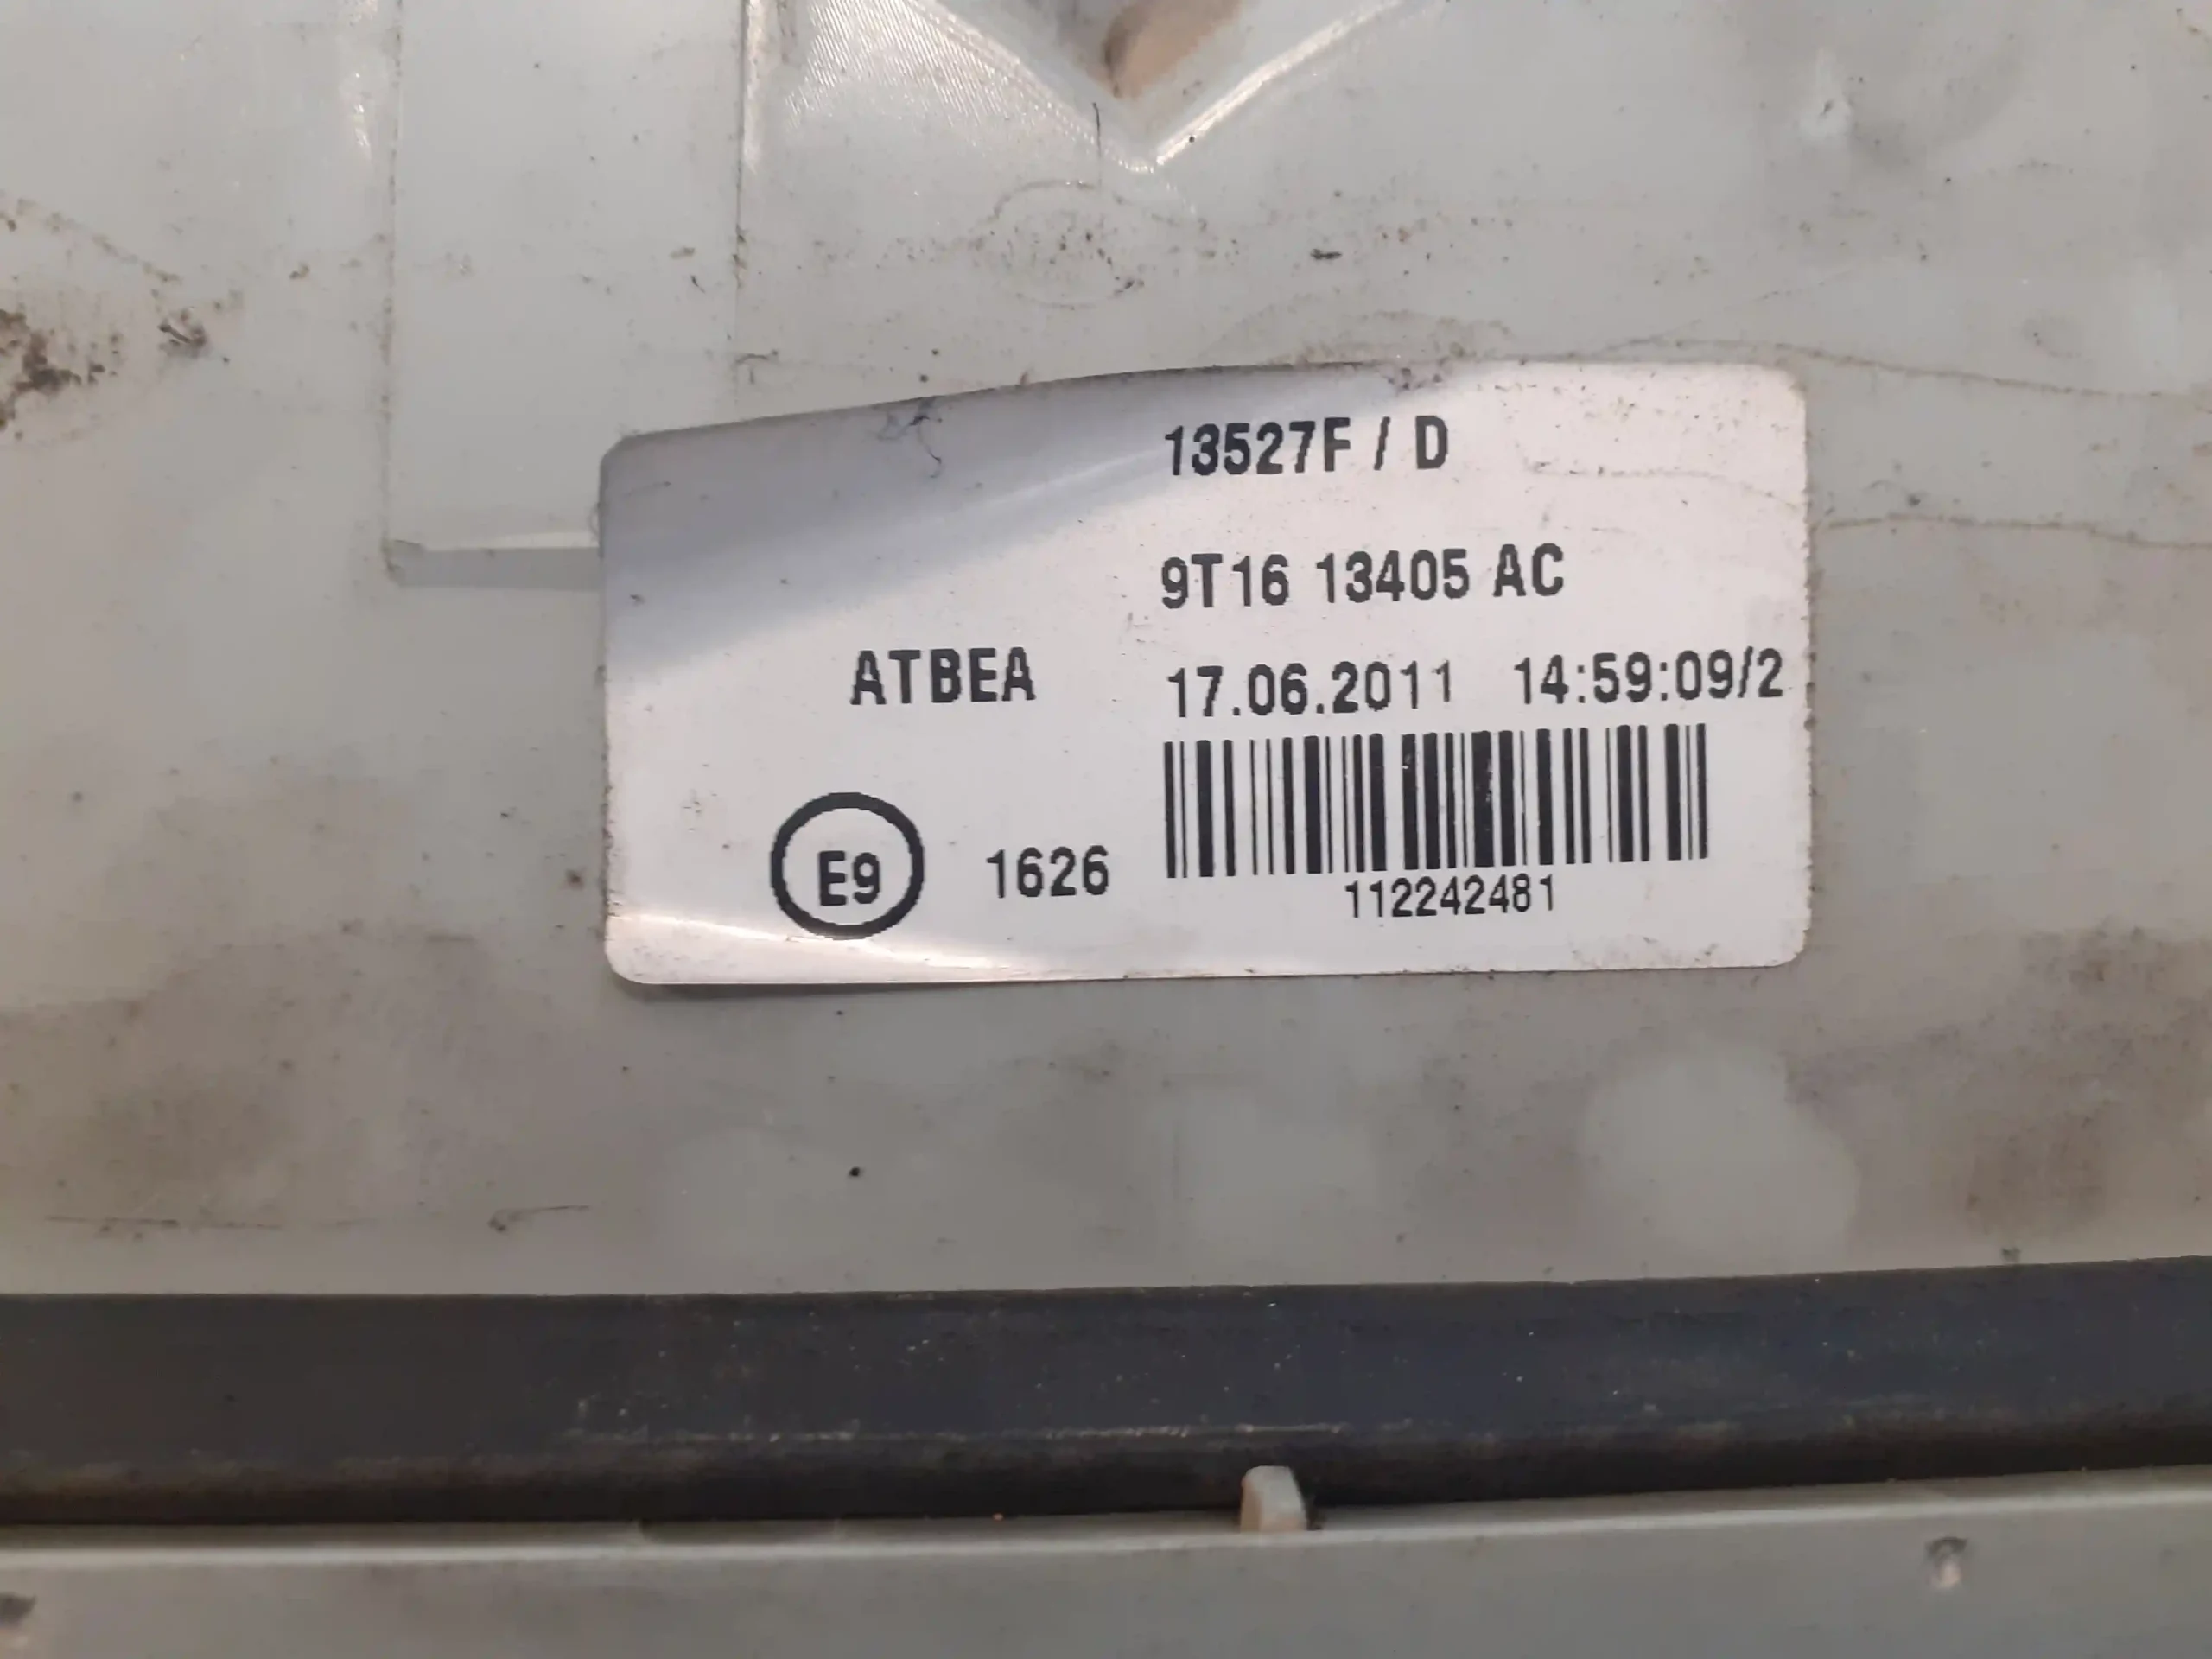 13527F / D
9T16 13405 AC
ATBEA 17.06.2011 14:59:09/2
E9 1626
112242481